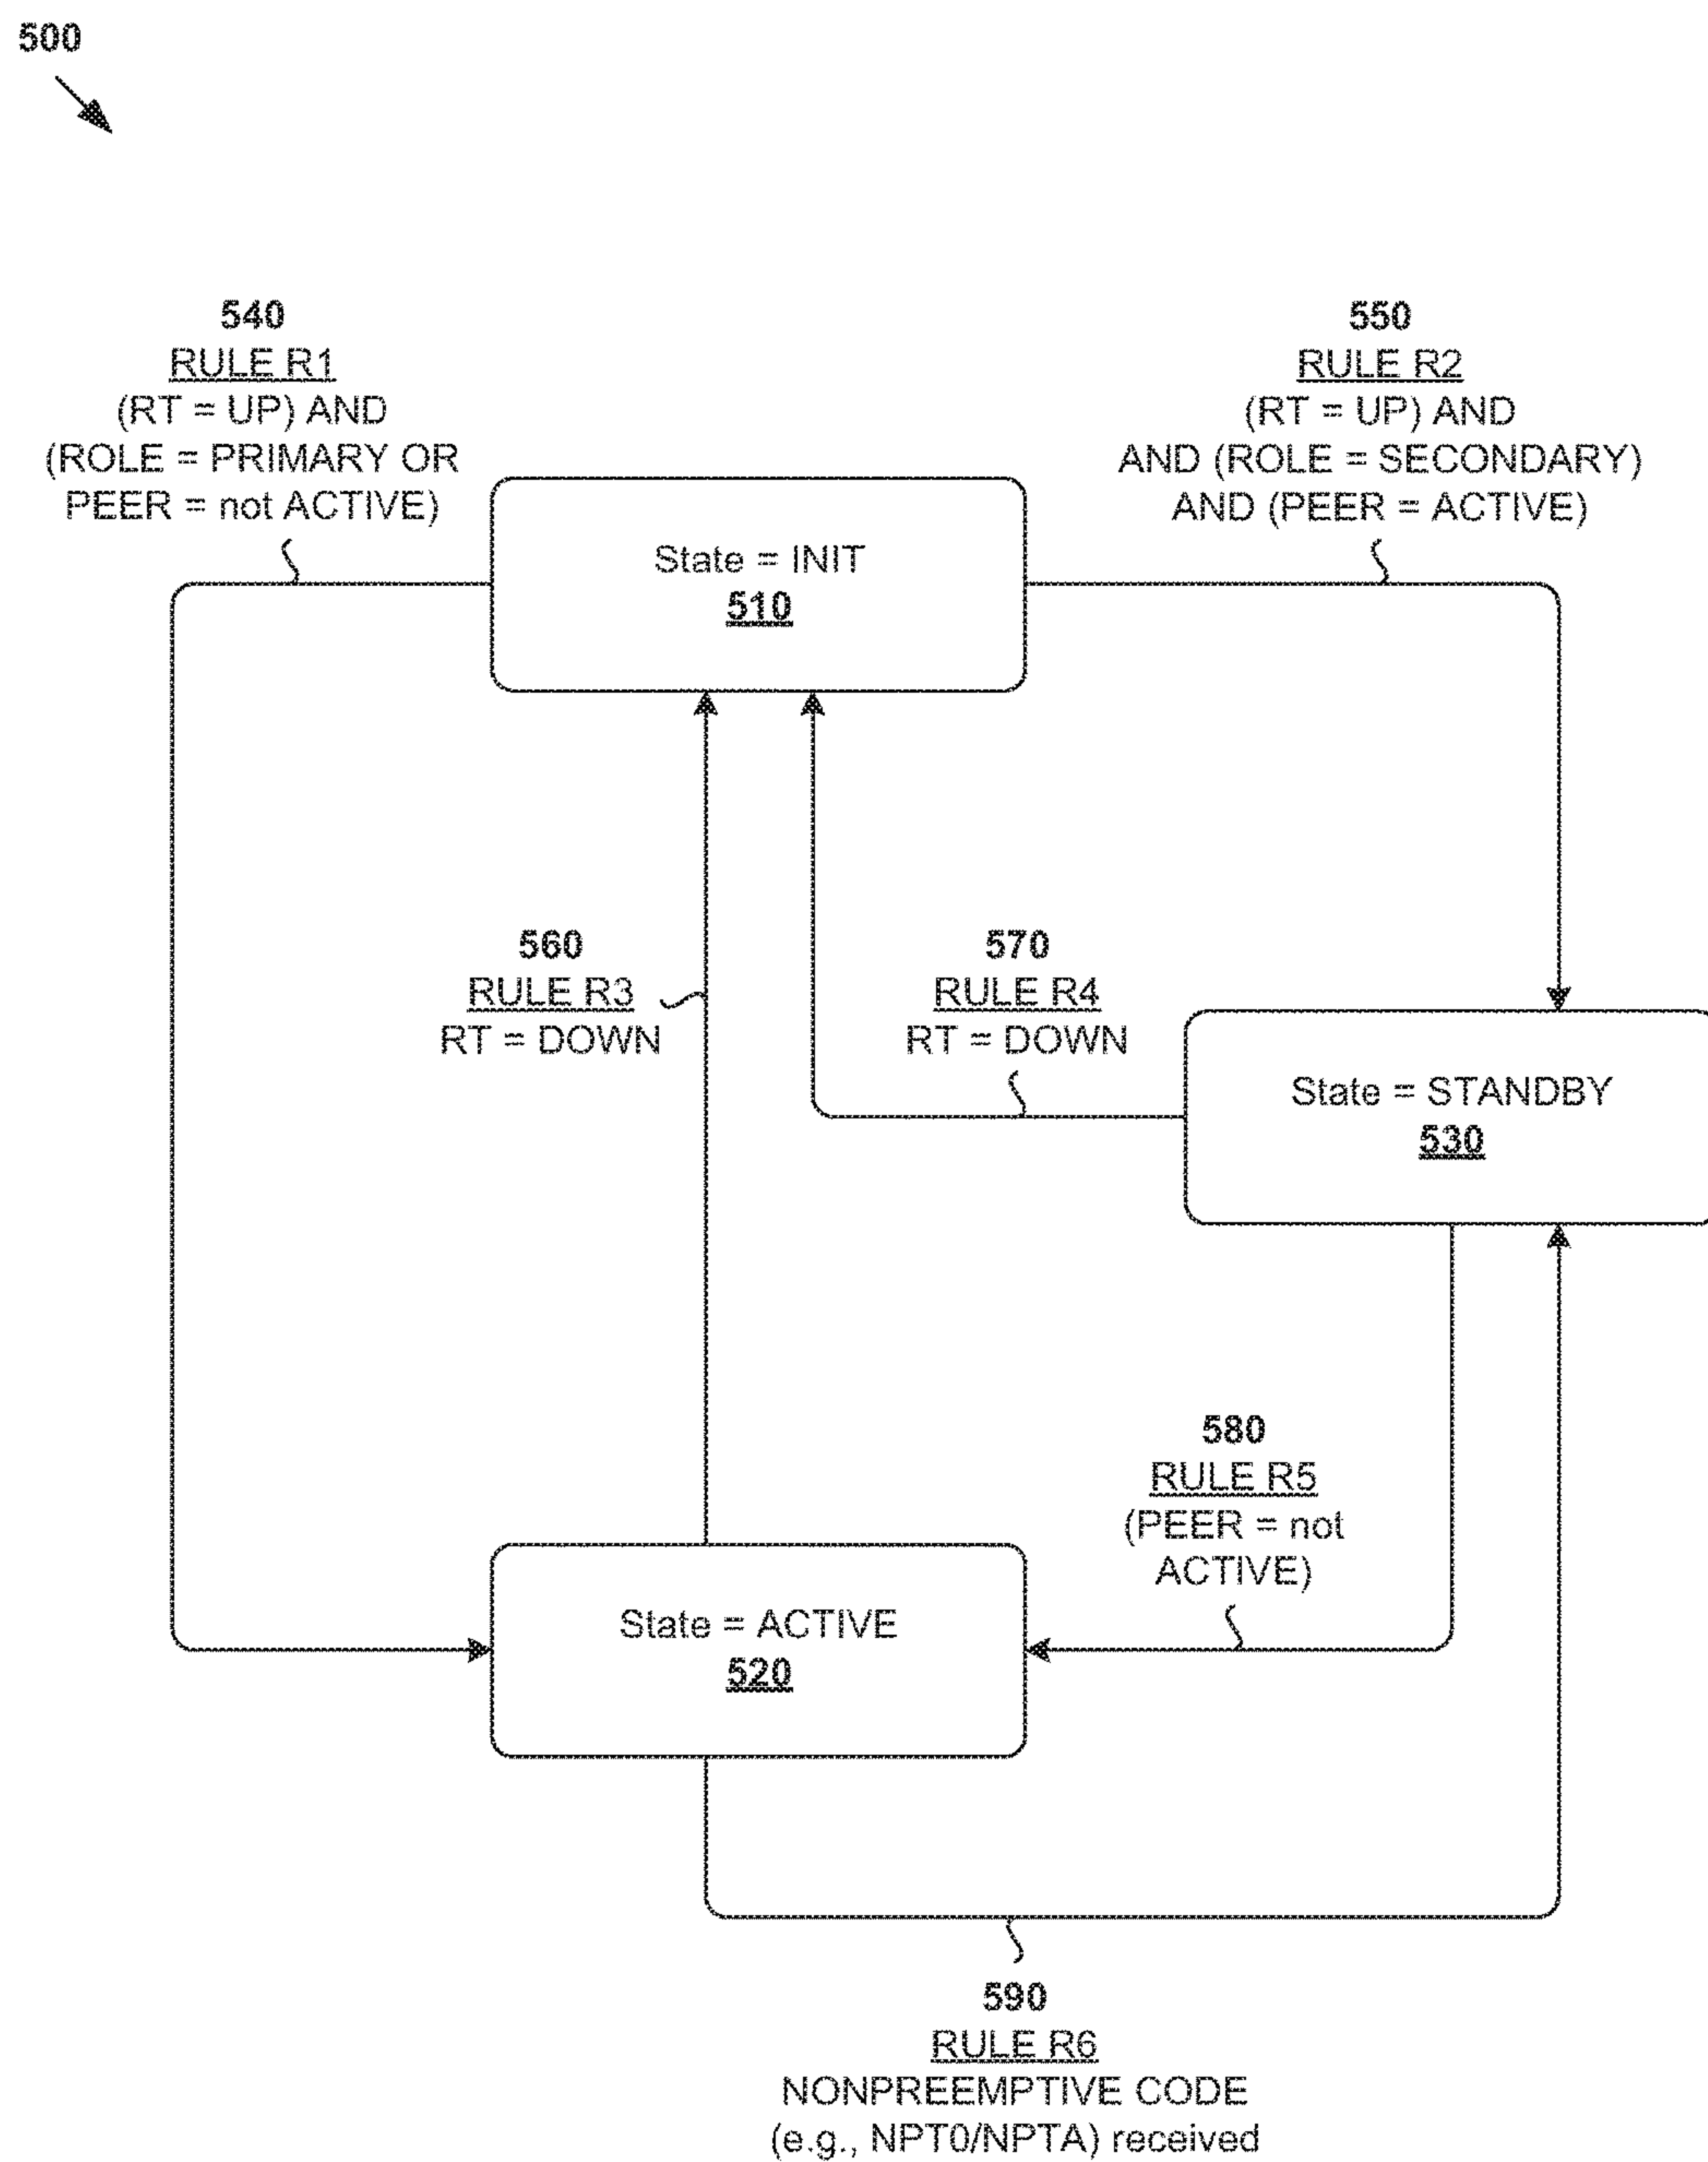 500
540
RULE R1
(RT = UP) AND
(ROLE = PRIMARY OR
PEER = not ACTIVE)
550
RULE R2
(RT = UP) AND
AND (ROLE = SECONDARY)
AND (PEER = ACTIVE)
State = INIT
510
560
RULE R3
RT = DOWN
570
RULE R4
RT = DOWN
State = STANDBY
530
580
RULE R5
(PEER = not
ACTIVE)
State = ACTIVE
520
590
RULE R6
NONPREEMPTIVE CODE
(e.g., NPT0/NPTA) received